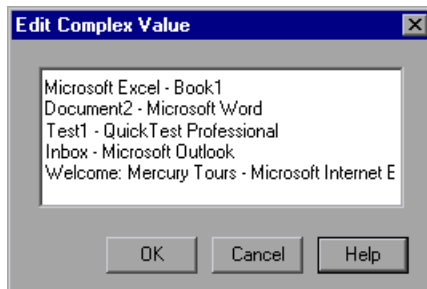 Edit Complex Value
Microsoft Excel - Book1
Document2 - Microsoft Word
Test1 - QuickTest Professional
Inbox - Microsoft Outlook
Welcome: Mercury Tours - Microsoft Internet E
OK Cancel Help